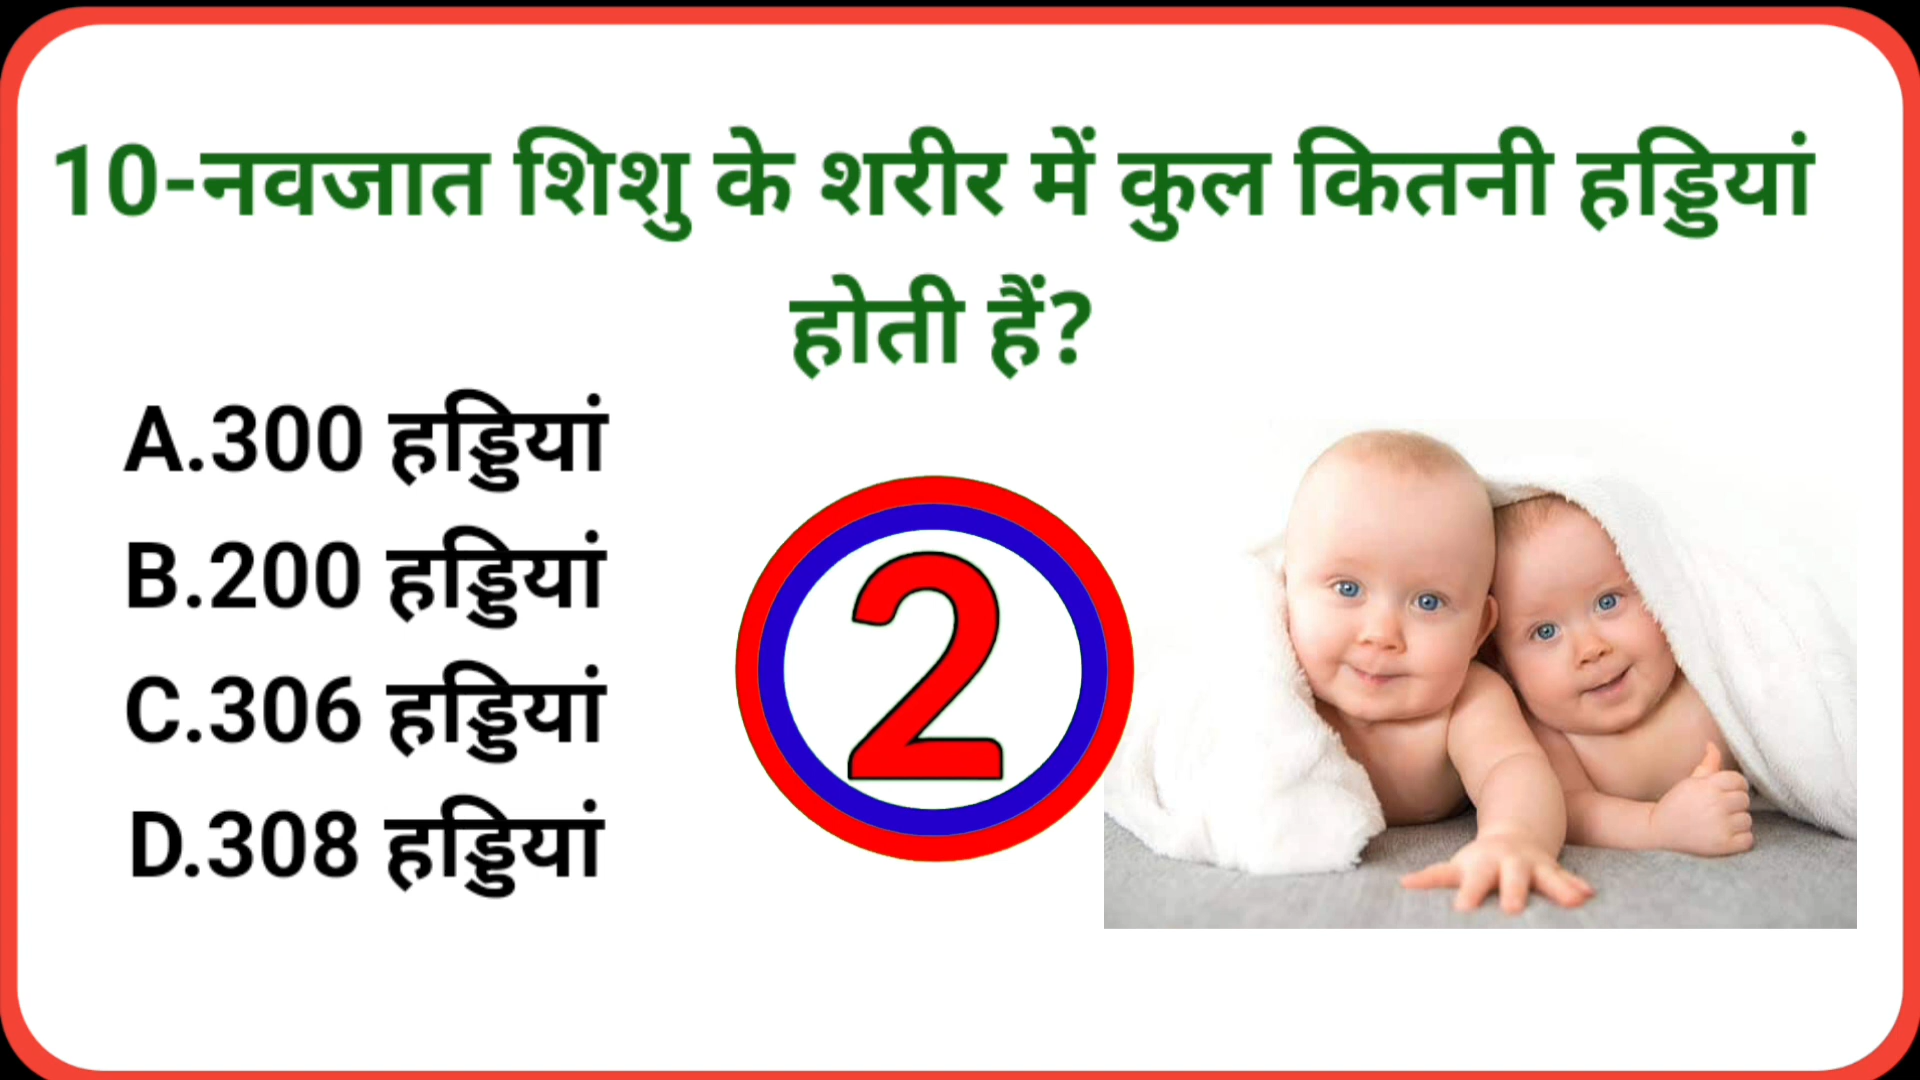 10-नवजात शिशु के शरीर में कुल कितनी हड्डियां
होती हैं?
A.300 हड्डियां
B.200 हड्डियां
C.306 हड्डियां
D.308 हड्डियां
2